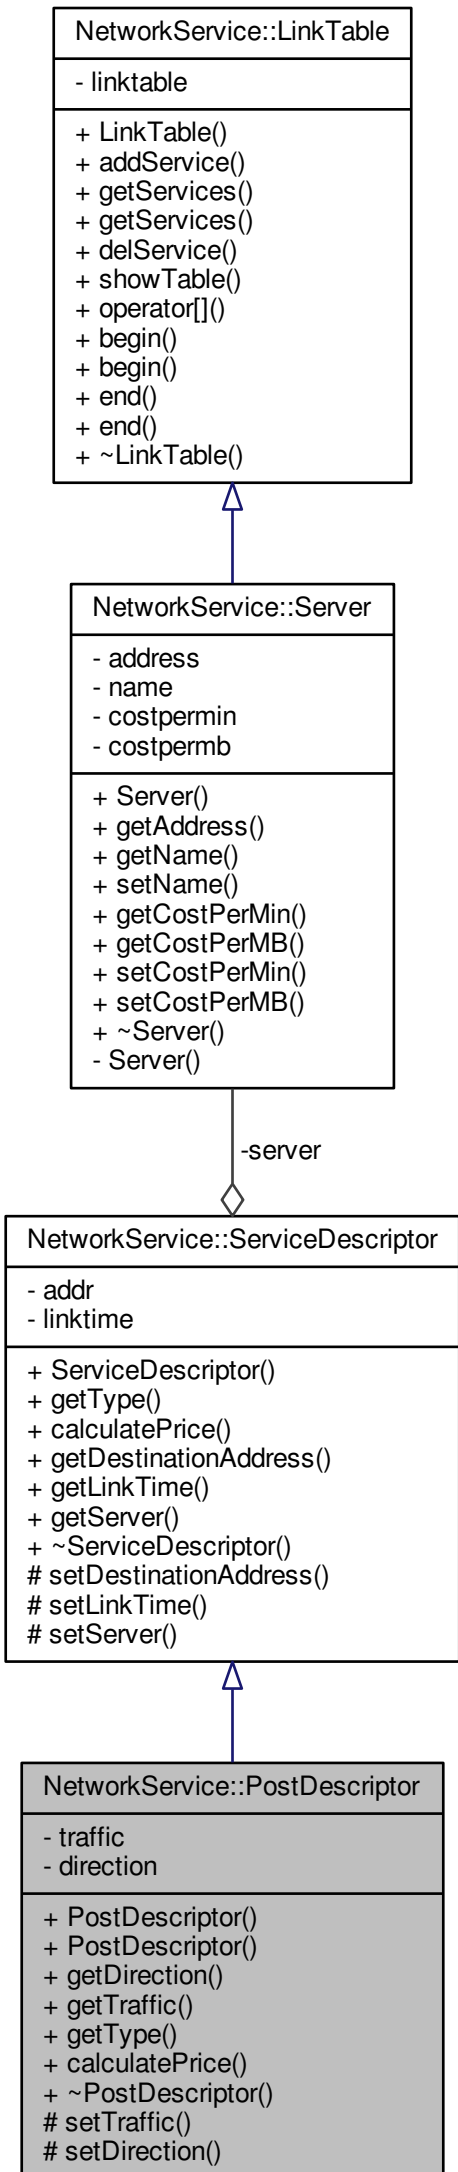 NetworkService::LinkTable
- linktable
+ LinkTable()
+ addService()
+ getServices()
+ getServices()
+ delService()
+ showTable()
+ operator[]()
+ begin()
+ begin()
+ end()
+ end()
+ ~LinkTable()
NetworkService::Server
- address
- name
- costpermin
- costpermb
+ Server()
+ getAddress()
+ getName()
+ setName()
+ getCostPerMin()
+ getCostPerMB()
+ setCostPerMin()
+ setCostPerMB()
+ ~Server()
- Server()
-server
NetworkService::ServiceDescriptor
- addr
- linktime
+ ServiceDescriptor()
+ getType()
+ calculatePrice()
+ getDestinationAddress()
+ getLinkTime()
+ getServer()
+ ~ServiceDescriptor()
# setDestinationAddress()
# setLinkTime()
# setServer()
NetworkService::PostDescriptor
- traffic
- direction
+ PostDescriptor()
+ PostDescriptor()
+ getDirection()
+ getTraffic()
+ getType()
+ calculatePrice()
+ ~PostDescriptor()
# setTraffic()
# setDirection()